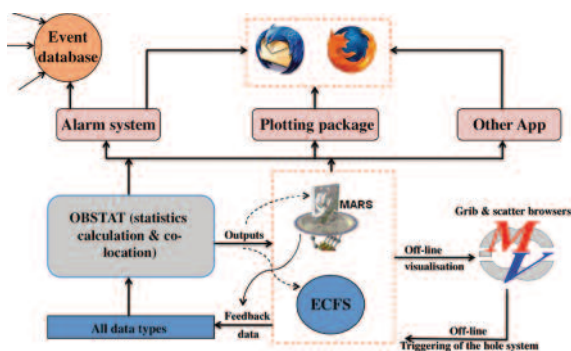 Event
database
Alarm system
Plotting package
Other App
OBSTAT (statistics
calculation & co-
location)
Outputs
MARS
ECFS
Feedback
data
All data types
Off-line
visualisation
Grib & scatter browsers
M
V
Off-line
Triggering of the hole system